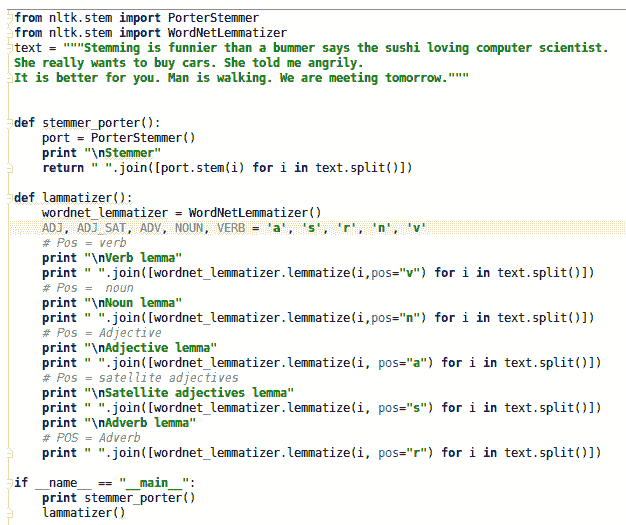 from nltk.stem import PorterStemmer
from nltk.stem import WordNetLemmatizer
text = """Stemming is funnier than a bummer says the sushi loving computer scientist.
She really wants to buy cars. She told me angrily.
It is better for you. Man is walking. We are meeting tomorrow."""
def stemmer_porter():
    port = PorterStemmer()
    print "\nStemmer"
    return " ".join([port.stem(i) for i in text.split()])
def lammatizer():
    wordnet_lemmatizer = WordNetLemmatizer()
    ADJ, ADJ_SAT, ADV, NOUN, VERB = 'a', 's', 'r', 'n', 'v'
    # Pos = verb
    print "\nVerb lemma"
    print " ".join([wordnet_lemmatizer.lemmatize(i,pos="v") for i in text.split()])
    # Pos =  noun
    print "\nNoun lemma"
    print " ".join([wordnet_lemmatizer.lemmatize(i,pos="n") for i in text.split()])
    # Pos = Adjective
    print "\nAdjective lemma"
    print " ".join([wordnet_lemmatizer.lemmatize(i, pos="a") for i in text.split()])
    # Pos = satellite adjectives
    print "\nSatellite adjectives lemma"
    print " ".join([wordnet_lemmatizer.lemmatize(i, pos="s") for i in text.split()])
    print "\nAdverb lemma"
    # POS = Adverb
    print " ".join([wordnet_lemmatizer.lemmatize(i, pos="r") for i in text.split()])
if __name__ == "__main__":
    print stemmer_porter()
    lammatizer()